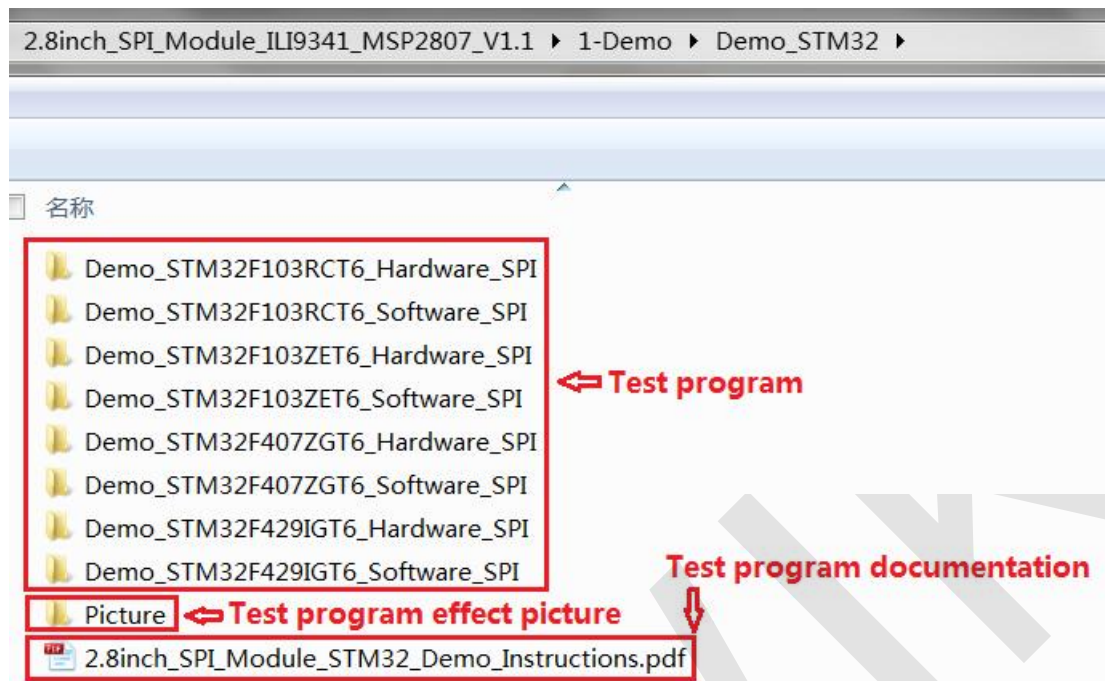 2.8inch_SPI_Module_ILI9341_MSP2807_V1.1 ▸ 1-Demo ▸ Demo_STM32 ▸
名称
Demo_STM32F103RCT6_Hardware_SPI
Demo_STM32F103RCT6_Software_SPI
Demo_STM32F103ZET6_Hardware_SPI
Test program
Demo_STM32F103ZET6_Software_SPI
Demo_STM32F407ZGT6_Hardware_SPI
Demo_STM32F407ZGT6_Software_SPI
Demo_STM32F429IGT6_Hardware_SPI
Demo_STM32F429IGT6_Software_SPI
Test program documentation
Picture
Test program effect picture
2.8inch_SPI_Module_STM32_Demo_Instructions.pdf